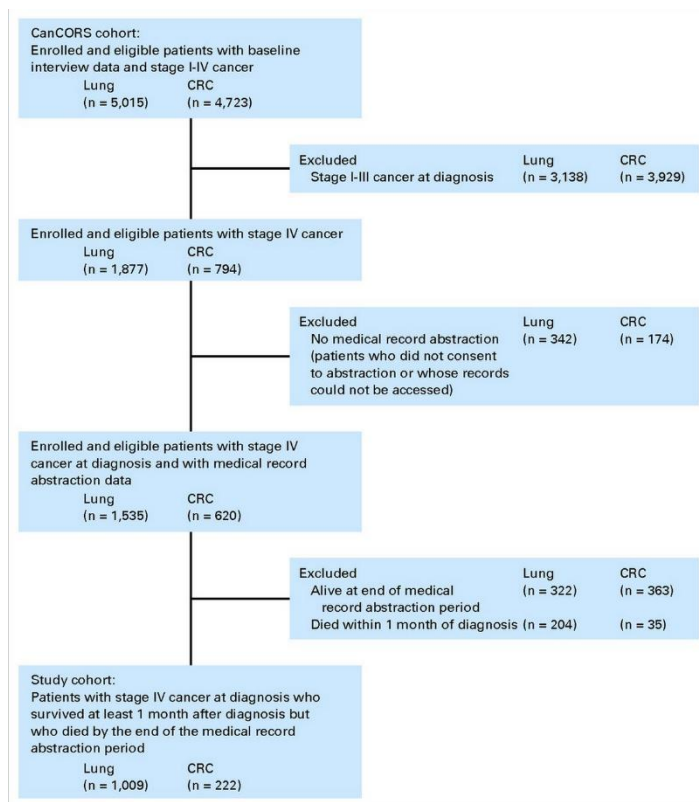 CanCORS cohort:
Enrolled and eligible patients with baseline
interview data and stage I-IV cancer
Lung CRC
(n = 5,015) (n = 4,723)
Excluded Lung CRC
Stage I-III cancer at diagnosis (n = 3,138) (n = 3,929)
Enrolled and eligible patients with stage IV cancer
Lung CRC
(n = 1,877) (n = 794)
Excluded Lung CRC
No medical record abstraction (n = 342) (n = 174)
(patients who did not consent
to abstraction or whose records
could not be accessed)
Enrolled and eligible patients with stage IV
cancer at diagnosis and with medical record
abstraction data
Lung CRC
(n = 1,535) (n = 620)
Excluded Lung CRC
Alive at end of medical (n = 322) (n = 363)
record abstraction period
Died within 1 month of diagnosis (n = 204) (n = 35)
Study cohort:
Patients with stage IV cancer at diagnosis who
survived at least 1 month after diagnosis but
who died by the end of the medical record
abstraction period
Lung CRC
(n = 1,009) (n = 222)